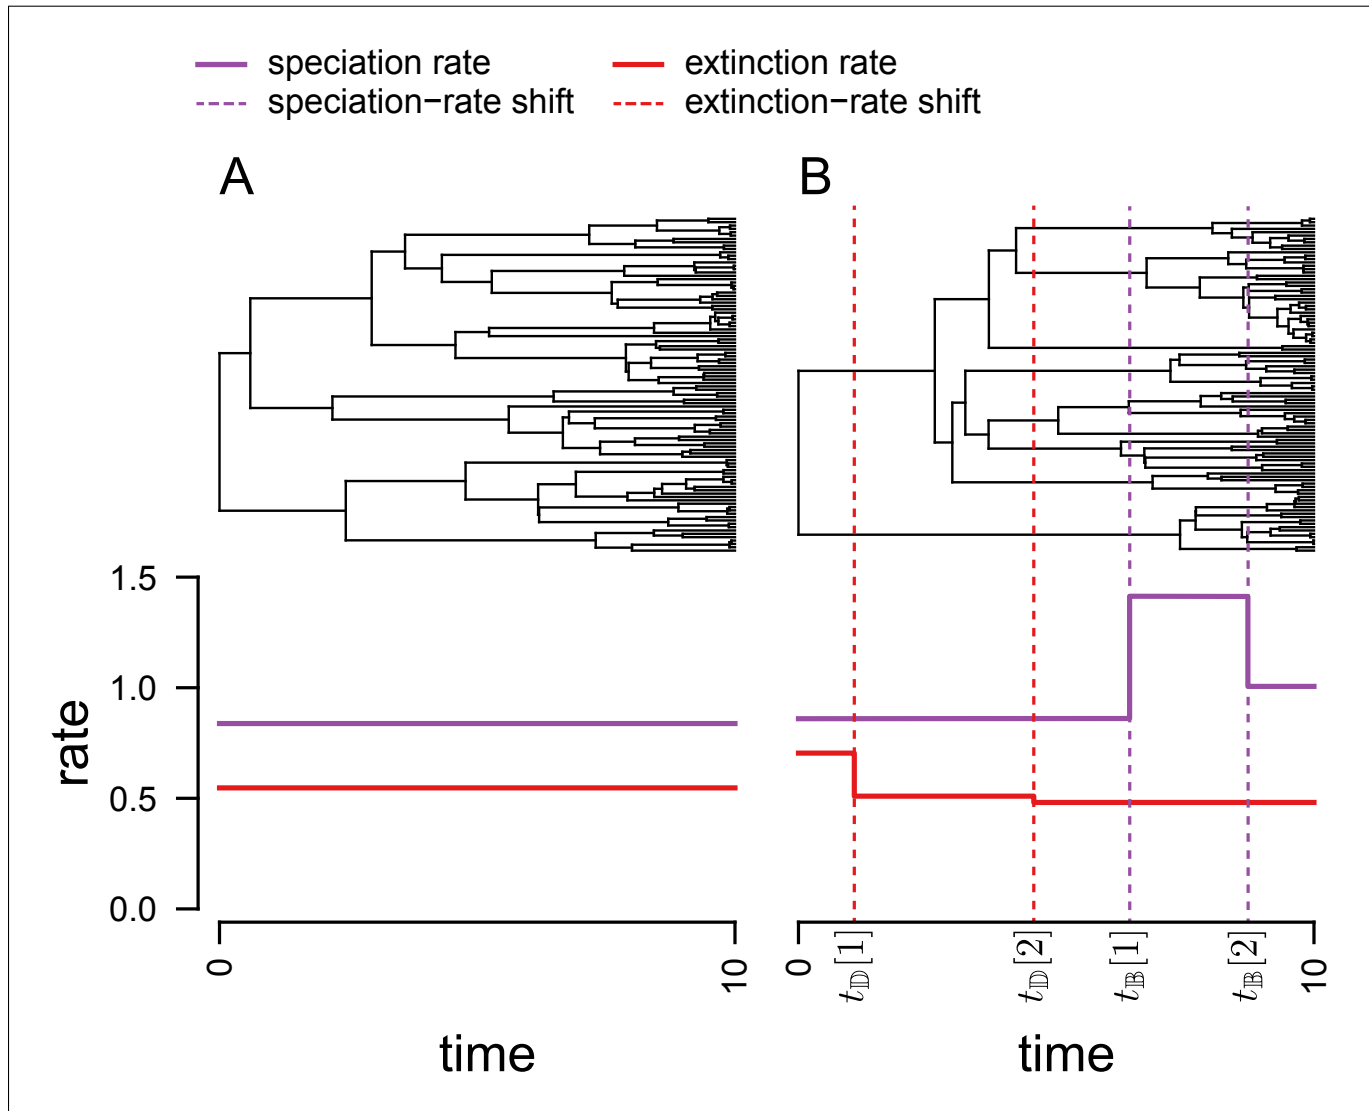 speciation rate
extinction rate
speciation−rate shift
extinction−rate shift
A
B
1.5
1.0
0.5
0.0
rate
0
10
0
t𝔻[1]
t𝔻[2]
t𝔹[1]
t𝔹[2]
10
time
time